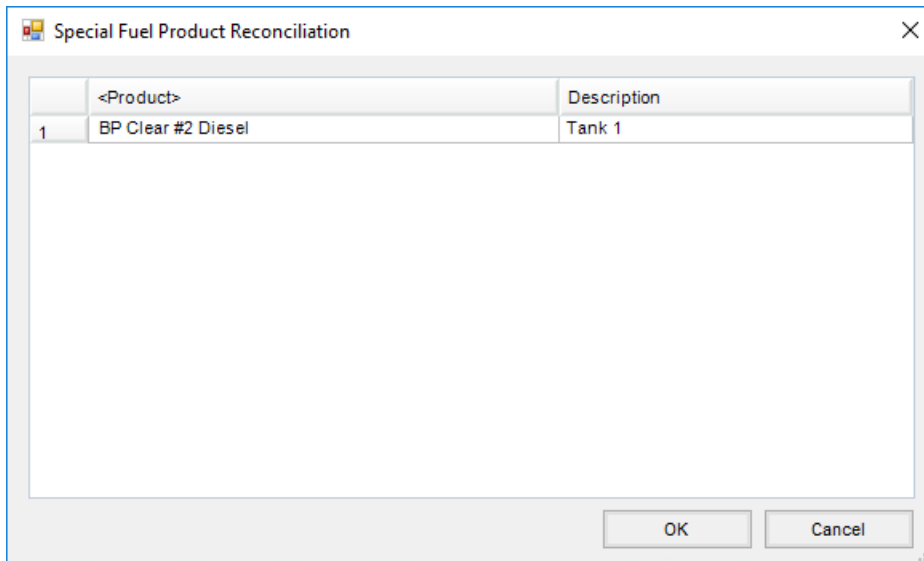 Special Fuel Product Reconciliation
<Product> Description
1 BP Clear #2 Diesel Tank 1
OK Cancel